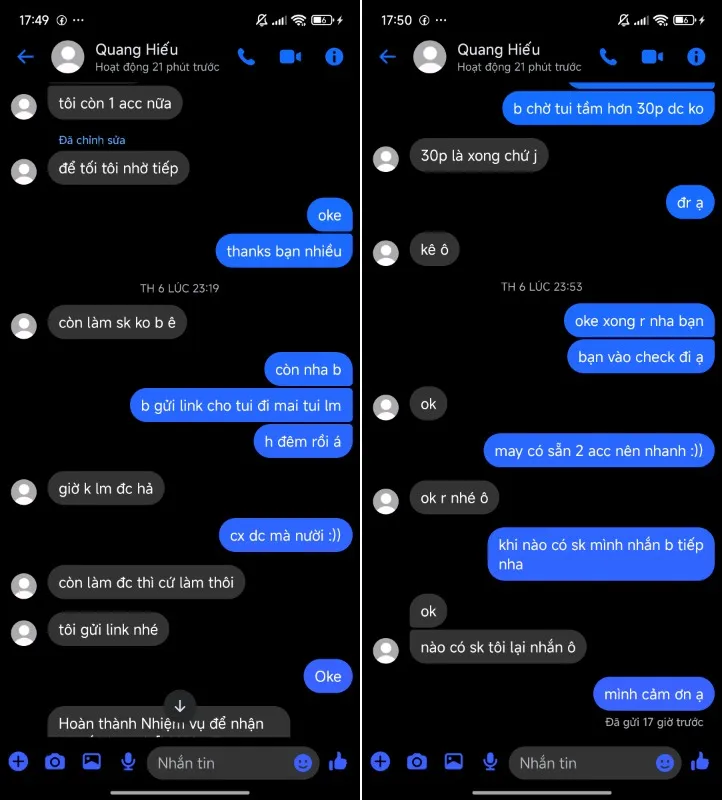 17:49
6
Quang Hiếu
Hoạt động 21 phút trước
tôi còn 1 acc nữa
Đã chỉnh sửa
để tối tôi nhờ tiếp
oke
thanks bạn nhiều
TH 6 LÚC 23:19
còn làm sk ko b ê
còn nha b
b gửi link cho tui đi mai tui lm
h đêm rồi á
giờ k lm đc hả
cx dc mà nười :))
còn làm đc thì cứ làm thôi
tôi gửi link nhé
Oke
Hoàn thành Nhiệm vụ để nhận
Nhắn tin
17:50
6
Quang Hiếu
Hoạt động 21 phút trước
b chờ tui tầm hơn 30p dc ko
30p là xong chứ j
đr ạ
kê ô
TH 6 LÚC 23:53
oke xong r nha bạn
bạn vào check đi ạ
ok
may có sẵn 2 acc nên nhanh :))
ok r nhé ô
khi nào có sk mình nhắn b tiếp
nha
ok
nào có sk tôi lại nhắn ô
mình cảm ơn ạ
Đã gửi 17 giờ trước
Nhắn tin